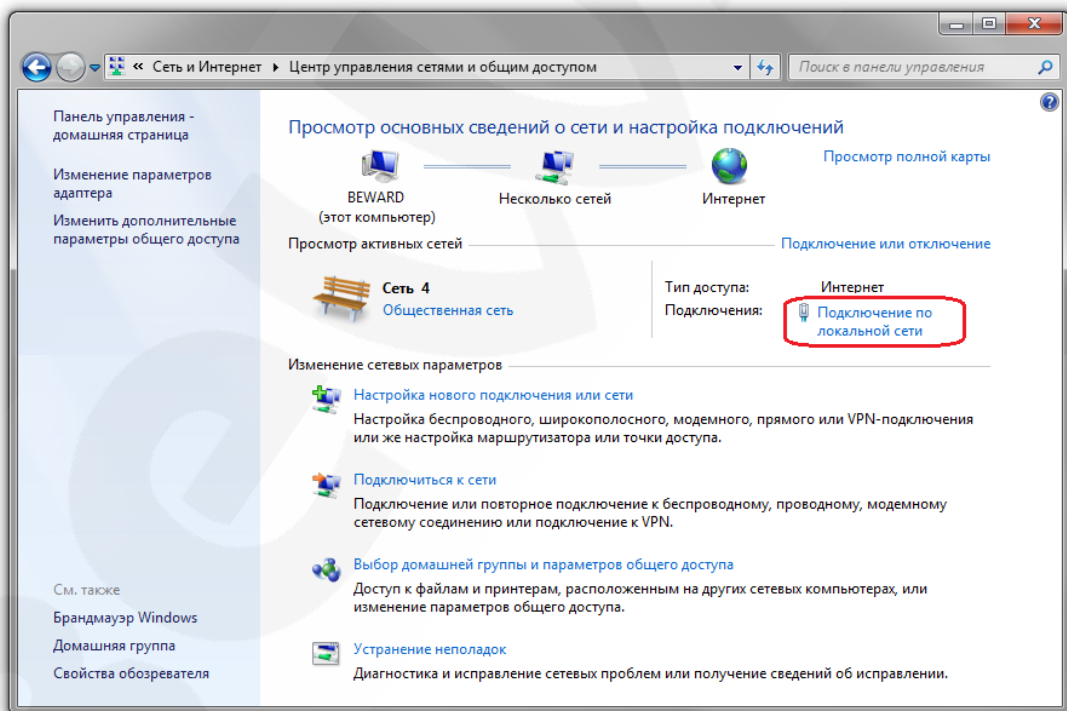 « Сеть и Интернет ▸ Центр управления сетями и общим доступом
Поиск в панели управления
Панель управления -
домашняя страница
Изменение параметров
адаптера
Изменить дополнительные
параметры общего доступа
См. также
Брандмауэр Windows
Домашняя группа
Свойства обозревателя
Просмотр основных сведений о сети и настройка подключений
Просмотр полной карты
BEWARD
(этот компьютер)
Несколько сетей
Интернет
Просмотр активных сетей
Подключение или отключение
Сеть 4
Общественная сеть
Тип доступа: Интернет
Подключения: Подключение по
локальной сети
Изменение сетевых параметров
Настройка нового подключения или сети
Настройка беспроводного, широкополосного, модемного, прямого или VPN-подключения
или же настройка маршрутизатора или точки доступа.
Подключиться к сети
Подключение или повторное подключение к беспроводному, проводному, модемному
сетевому соединению или подключение к VPN.
Выбор домашней группы и параметров общего доступа
Доступ к файлам и принтерам, расположенным на других сетевых компьютерах, или
изменение параметров общего доступа.
Устранение неполадок
Диагностика и исправление сетевых проблем или получение сведений об исправлении.